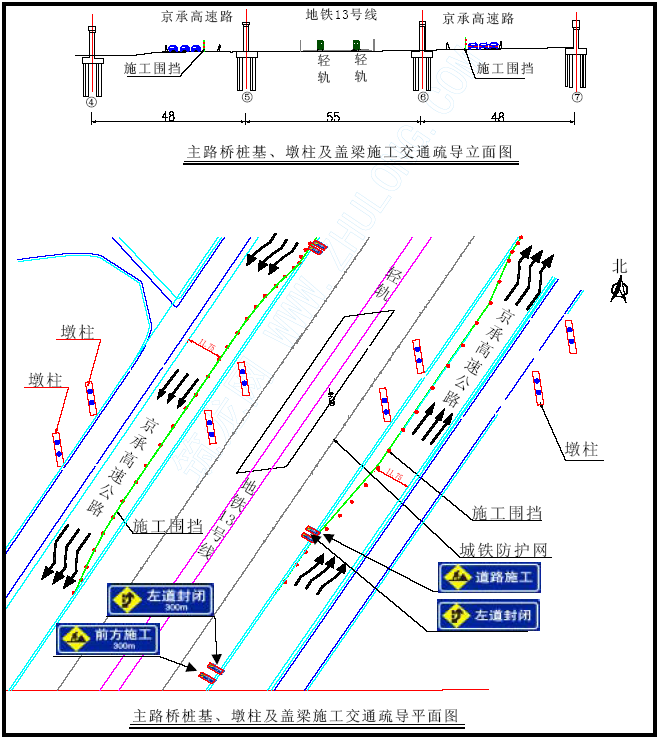 京承高速路
地铁13号线
京承高速路
施工围挡
轻轨
轻轨
施工围挡
④
⑤
⑥
⑦
48
55
48
主路桥桩基、墩柱及盖梁施工交通疏导立面图
北
轻轨
墩柱
墩柱
11.75
京承高速公路
京承高速公路
墩柱
11.75
地铁13号线
施工围挡
施工围挡
城铁防护网
道路施工
左道封闭
300m
左道封闭
前方施工
300m
主路桥桩基、墩柱及盖梁施工交通疏导平面图